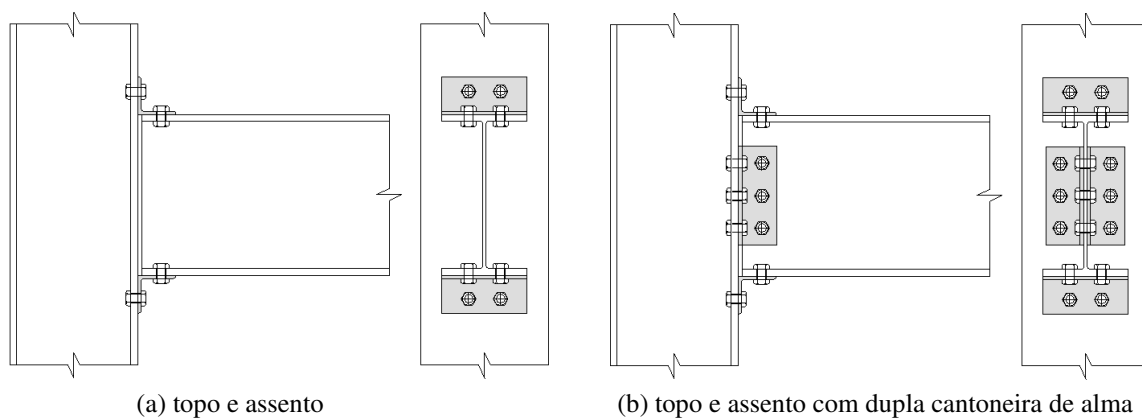 (a) topo e assento
(b) topo e assento com dupla cantoneira de alma